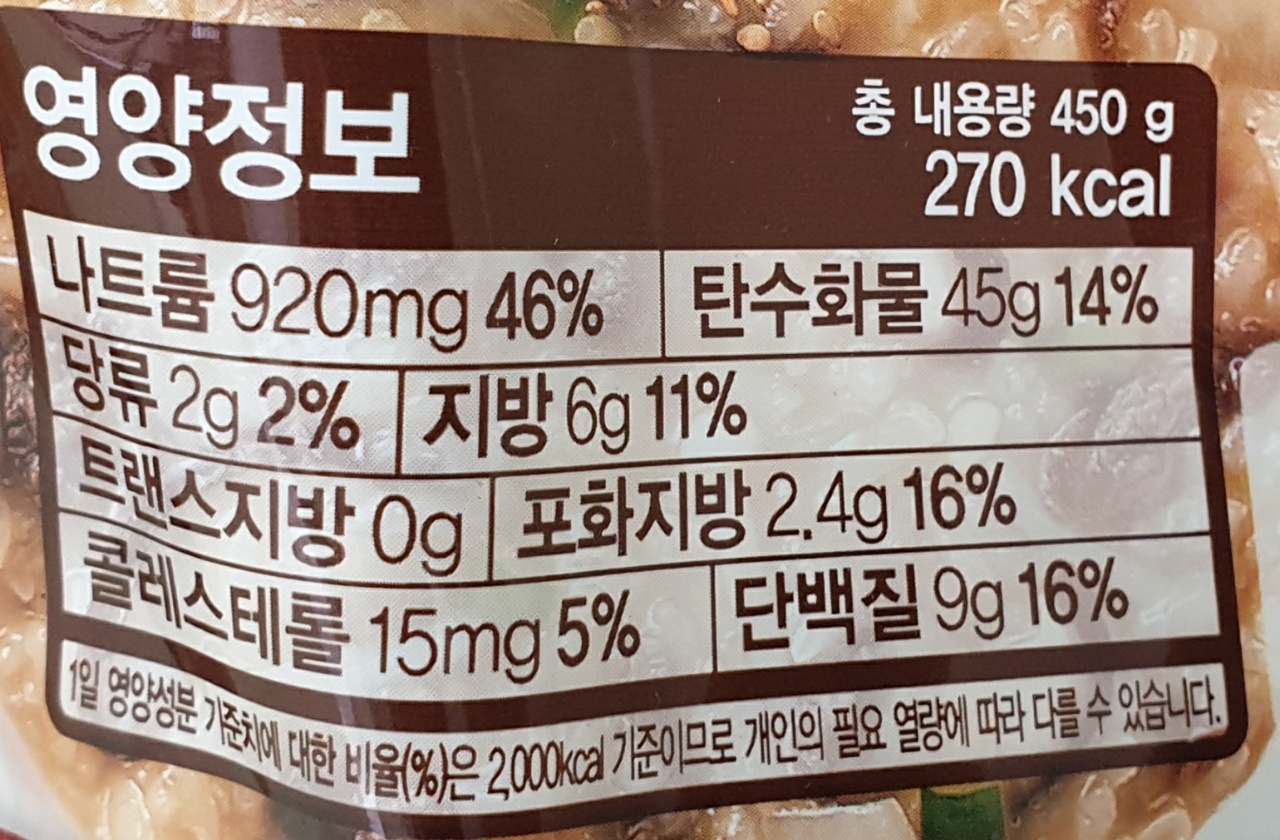 영양정보
총 내용량 450 g
270 kcal
나트륨 920mg 46% 탄수화물 45g 14%
당류 2g 2% 지방 6g 11%
트랜스지방 0g 포화지방 2.4g 16%
콜레스테롤 15mg 5% 단백질 9g 16%
1일 영양성분 기준치에 대한 비율(%)은 2,000kcal 기준이므로 개인의 필요 열량에 따라 다를 수 있습니다.